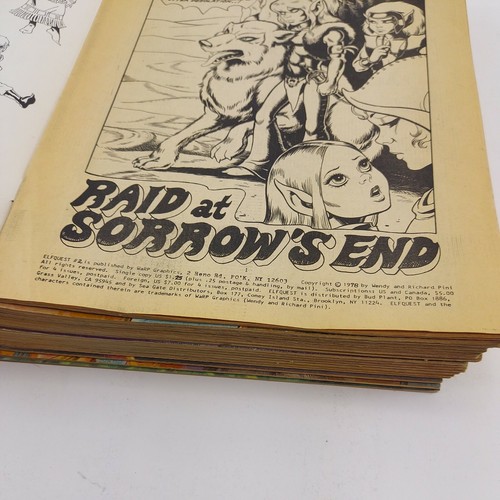 RAID at
SORROW'S END
ELFQUEST #2 is published by WaRP Graphics, 2 Reno Rd, PO'K, NY 12603 Copyright © 1978 by Wendy and Richard Pini
All rights reserved. Single copy US $1.25 (plus .25 postage & handling, by mail). Subscriptions: US and Canada, $5.00
for 4 issues, postpaid. Foreign, US $7.00 for 4 issues, postpaid. ELFQUEST is distributed by Bud Plant, PO Box 1886,
Grass Valley, CA 95945 and by Sea Gate Distributors, Box 177, Coney Island Sta., Brooklyn, NY 11224. ELFQUEST and the
characters contained therein are trademarks of WaRP Graphics (Wendy and Richard Pini).